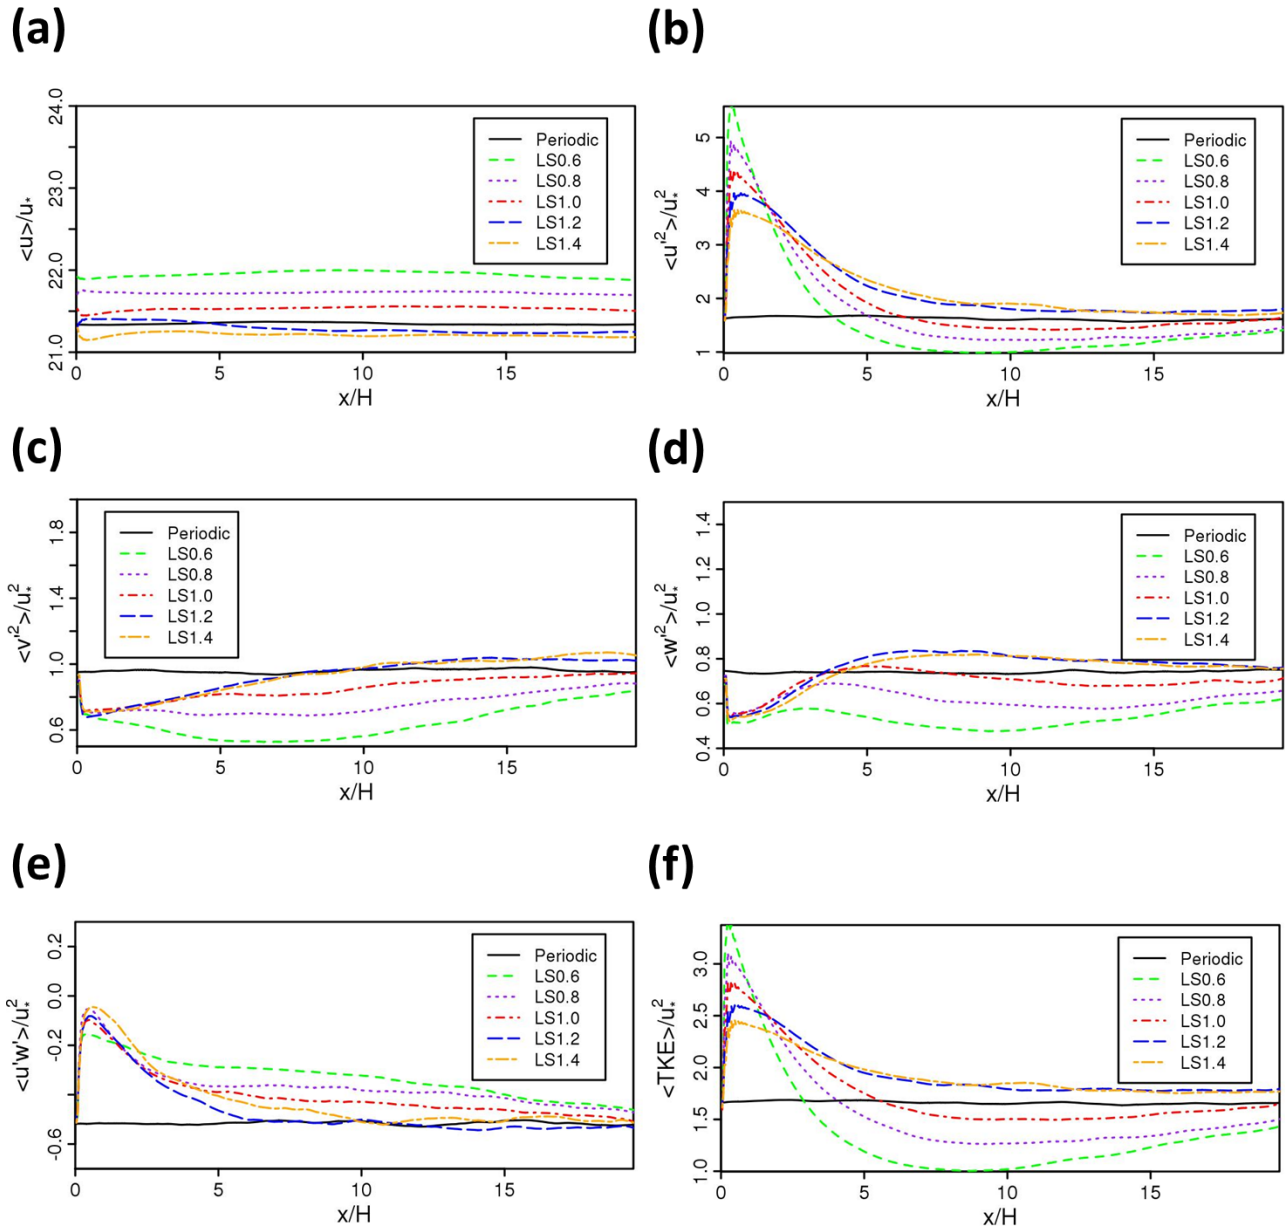 (a)
<u>/u*
24.0
23.0
22.0
21.0
Periodic
LS0.6
LS0.8
LS1.0
LS1.2
LS1.4
0 5 10 15
x/H
(b)
<u'²>/u*²
5
4
3
2
1
Periodic
LS0.6
LS0.8
LS1.0
LS1.2
LS1.4
0 5 10 15
x/H
(c)
<v'²>/u*²
1.8
1.4
1.0
0.6
Periodic
LS0.6
LS0.8
LS1.0
LS1.2
LS1.4
0 5 10 15
x/H
(d)
<w'²>/u*²
1.4
1.2
1.0
0.8
0.6
0.4
Periodic
LS0.6
LS0.8
LS1.0
LS1.2
LS1.4
0 5 10 15
x/H
(e)
<u'w'>/u*²
0.2
0.0
-0.2
-0.6
Periodic
LS0.6
LS0.8
LS1.0
LS1.2
LS1.4
0 5 10 15
x/H
(f)
<TKE>/u*²
3.0
2.5
2.0
1.5
1.0
Periodic
LS0.6
LS0.8
LS1.0
LS1.2
LS1.4
0 5 10 15
x/H